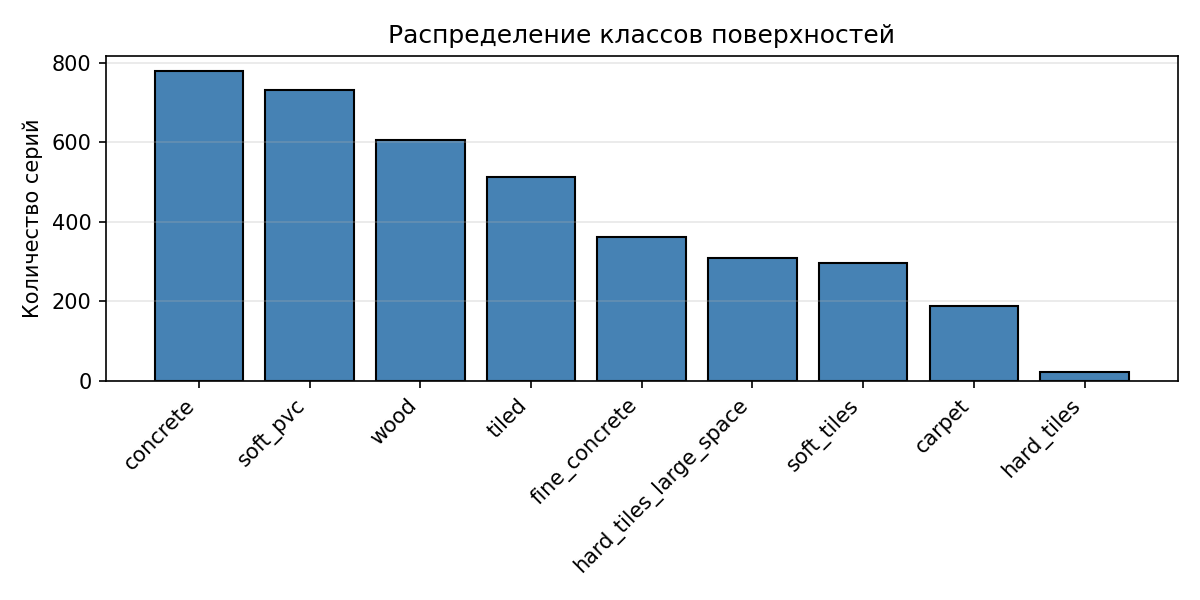 Распределение классов поверхностей
Количество серий
800
600
400
200
0
concrete
soft_pvc
wood
tiled
fine_concrete
hard_tiles_large_space
soft_tiles
carpet
hard_tiles